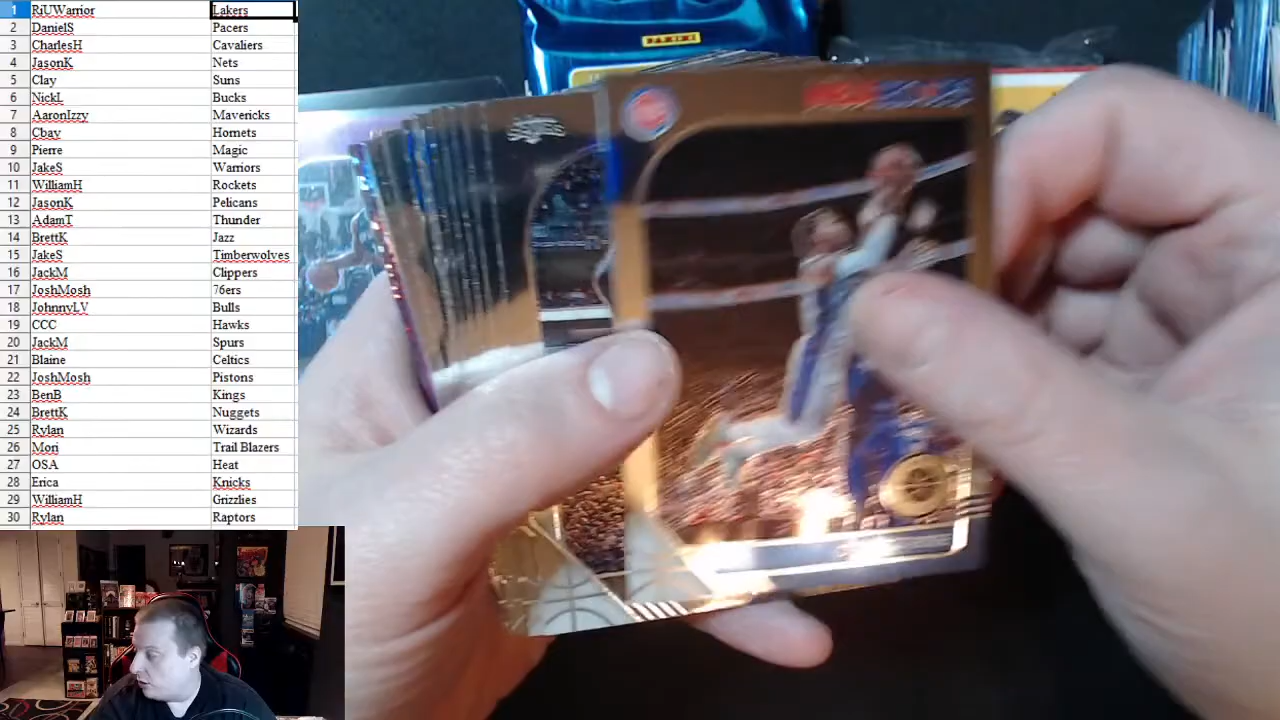 1 RiUWarrior Lakers
2 DanielS Pacers
3 CharlesH Cavaliers
4 JasonK Nets
5 Clay Suns
6 NickL Bucks
7 AaronIzzy Mavericks
8 Cbay Hornets
9 Pierre Magic
10 JakeS Warriors
11 WilliamH Rockets
12 JasonK Pelicans
13 AdamT Thunder
14 BrettK Jazz
15 JakeS Timberwolves
16 JackM Clippers
17 JoshMosh 76ers
18 JohnnyLV Bulls
19 CCC Hawks
20 JackM Spurs
21 Blaine Celtics
22 JoshMosh Pistons
23 BenB Kings
24 BrettK Nuggets
25 Rylan Wizards
26 Mori Trail Blazers
27 OSA Heat
28 Erica Knicks
29 WilliamH Grizzlies
30 Rylan Raptors
PANINI
NBA HOOPS